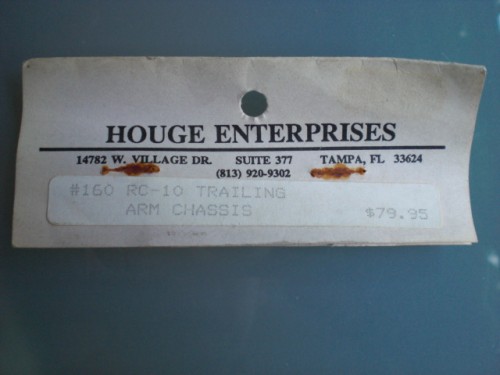 HOUGE ENTERPRISES
14782 W. VILLAGE DR. SUITE 377 TAMPA, FL 33624
(813) 920-9302
#160 RC-10 TRAILING
ARM CHASSIS $79.95